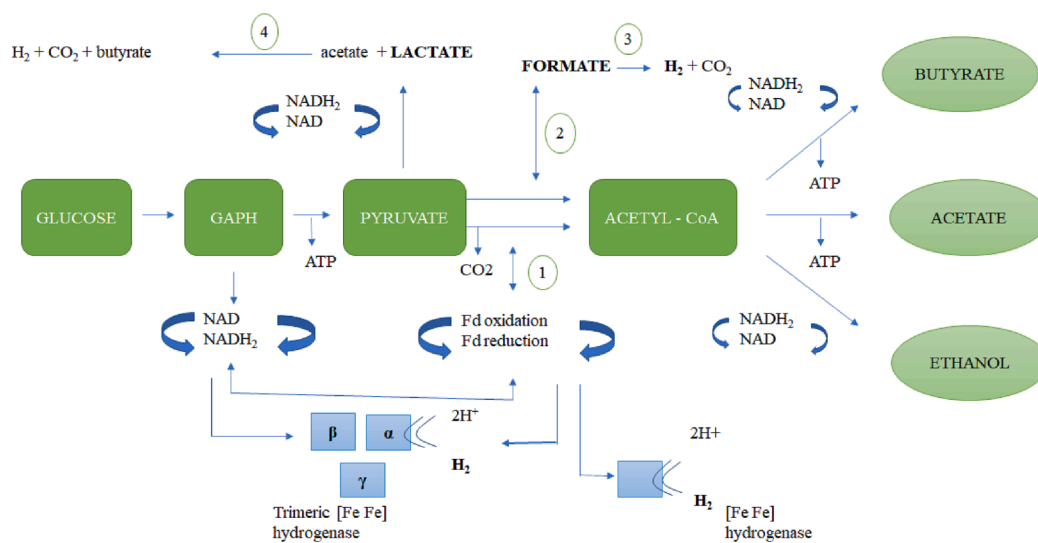 4
3
H₂ + CO₂ + butyrate
acetate + LACTATE
FORMATE
H₂ + CO₂
BUTYRATE
NADH₂
NAD
NADH₂
NAD
2
ATP
GLUCOSE
GAPH
PYRUVATE
ACETYL - CoA
ACETATE
ATP
CO2
1
ATP
NAD
NADH₂
Fd oxidation
Fd reduction
NADH₂
NAD
ETHANOL
2H⁺
β
α
H₂
γ
2H+
H₂
Trimeric [Fe Fe]
hydrogenase
[Fe Fe]
hydrogenase